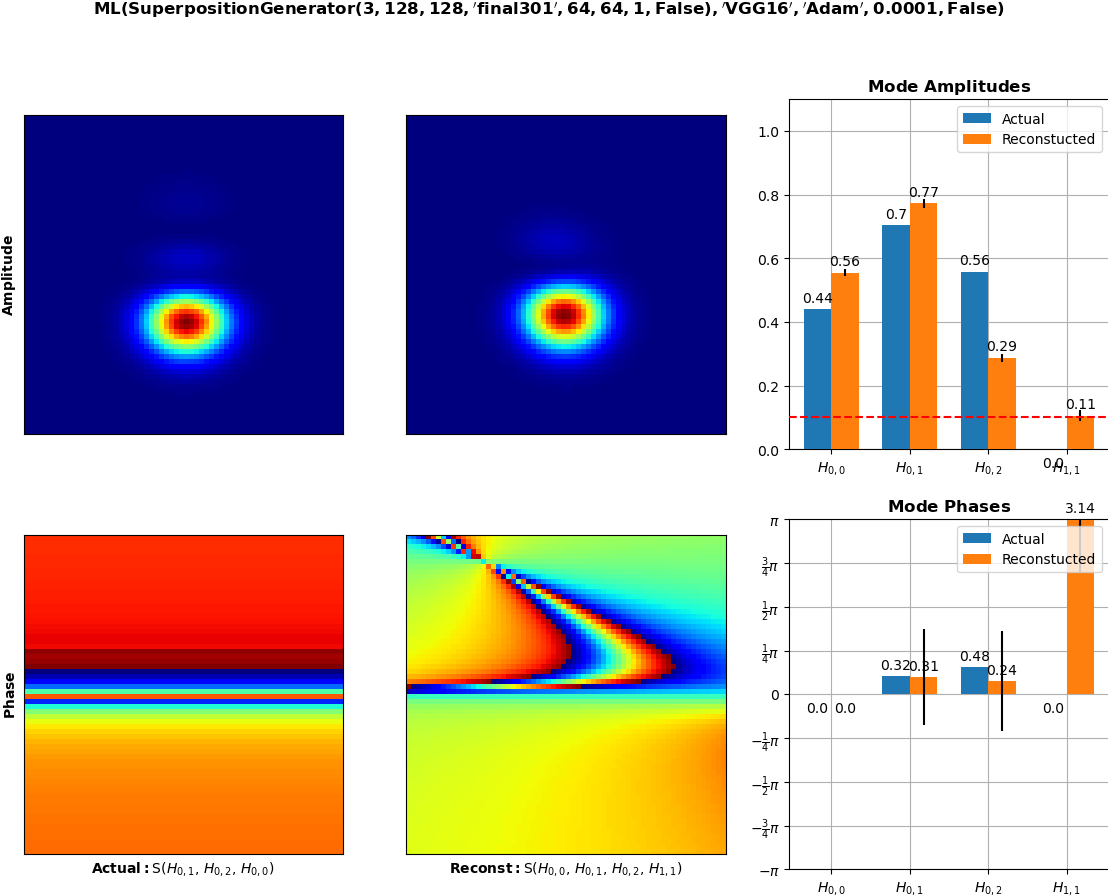 ML(SuperpositionGenerator(3, 128, 128, 'final301', 64, 64, 1, False), 'VGG16', 'Adam', 0.0001, False)
Amplitude
Mode Amplitudes
Actual
Reconstucted
1.0
0.8
0.6
0.4
0.2
0.0
0.44
0.56
0.7
0.77
0.56
0.29
0.0
0.11
H0,0
H0,1
H0,2
H1,1
Phase
Actual: S(H0,1, H0,2, H0,0)
Reconst: S(H0,0, H0,1, H0,2, H1,1)
Mode Phases
Actual
Reconstucted
π
3/4π
1/2π
1/4π
0
−1/4π
−1/2π
−3/4π
−π
0.0
0.0
0.32
0.31
0.48
0.24
0.0
3.14
H0,0
H0,1
H0,2
H1,1